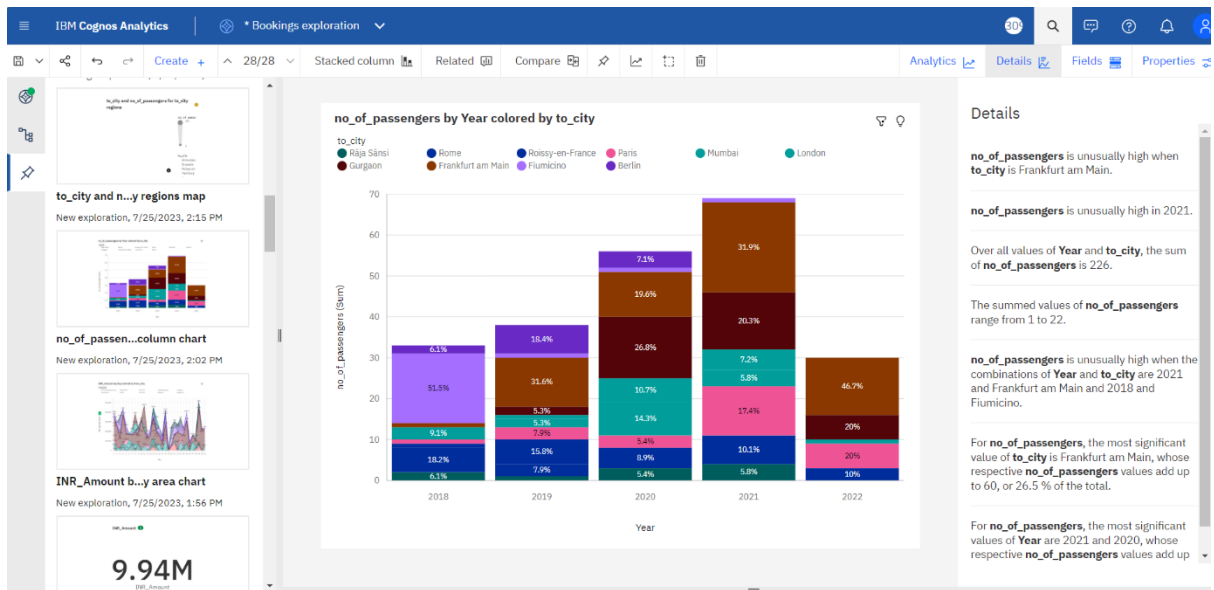 IBM Cognos Analytics
* Bookings exploration
309
Create +
28/28
Stacked column
Related
Compare
Analytics
Details
Fields
Properties
to_city and no_of_passengers for to_city
regions
to_city and n...y regions map
New exploration, 7/25/2023, 2:15 PM
no_of_passen...column chart
New exploration, 7/25/2023, 2:02 PM
INR_Amount b...y area chart
New exploration, 7/25/2023, 1:56 PM
INR_Amount
9.94M
INR_Amount
no_of_passengers by Year colored by to_city
to_city
Rāja Sānsi
Rome
Roissy-en-France
Paris
Mumbai
London
Gurgaon
Frankfurt am Main
Fiumicino
Berlin
no_of_passengers (Sum)
70
60
50
40
30
20
10
0
6.1%
51.5%
9.1%
18.2%
6.1%
18.4%
31.6%
5.3%
5.3%
7.9%
15.8%
7.9%
7.1%
19.6%
26.8%
10.7%
14.3%
5.4%
8.9%
5.4%
31.9%
20.3%
7.2%
5.8%
17.4%
10.1%
5.8%
46.7%
20%
20%
10%
2018
2019
2020
2021
2022
Year
Details
no_of_passengers is unusually high when
to_city is Frankfurt am Main.
no_of_passengers is unusually high in 2021.
Over all values of Year and to_city, the sum
of no_of_passengers is 226.
The summed values of no_of_passengers
range from 1 to 22.
no_of_passengers is unusually high when the
combinations of Year and to_city are 2021
and Frankfurt am Main and 2018 and
Fiumicino.
For no_of_passengers, the most significant
value of to_city is Frankfurt am Main, whose
respective no_of_passengers values add up
to 60, or 26.5 % of the total.
For no_of_passengers, the most significant
values of Year are 2021 and 2020, whose
respective no_of_passengers values add up